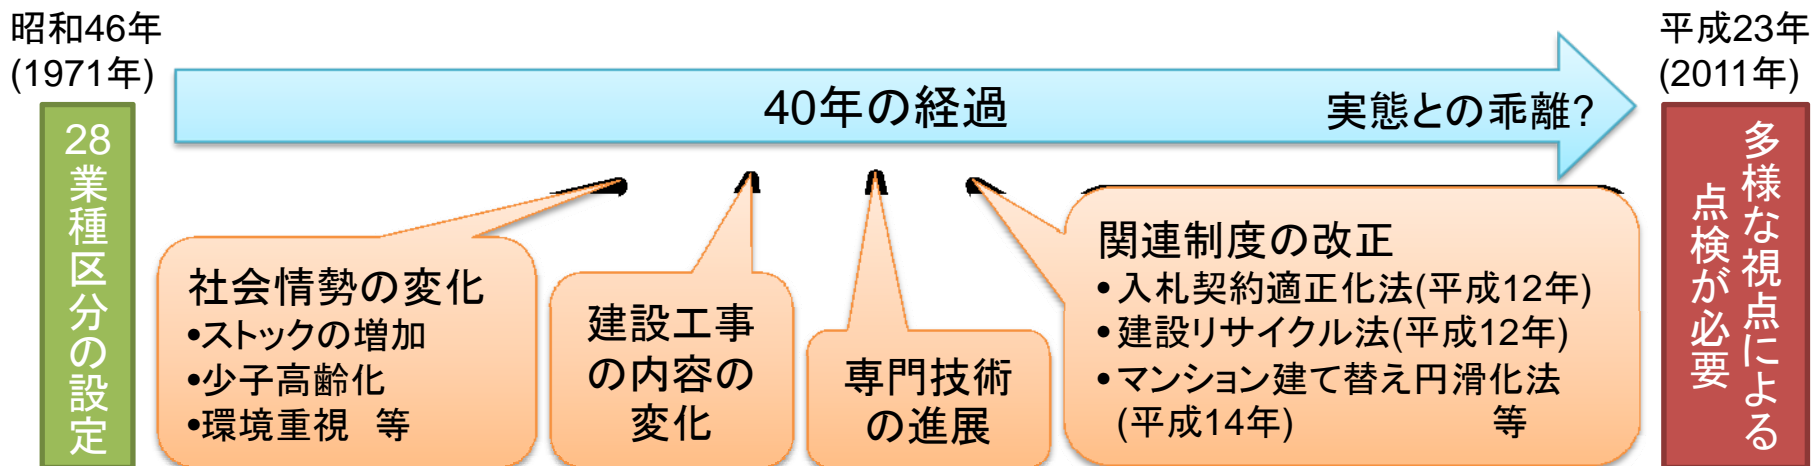 昭和46年
(1971年)
28業種区分の設定
40年の経過
実態との乖離?
社会情勢の変化
•ストックの増加
•少子高齢化
•環境重視 等
建設工事
の内容の
変化
専門技術
の進展
関連制度の改正
•入札契約適正化法(平成12年)
•建設リサイクル法(平成12年)
•マンション建て替え円滑化法
(平成14年) 等
平成23年
(2011年)
多様な視点による
点検が必要